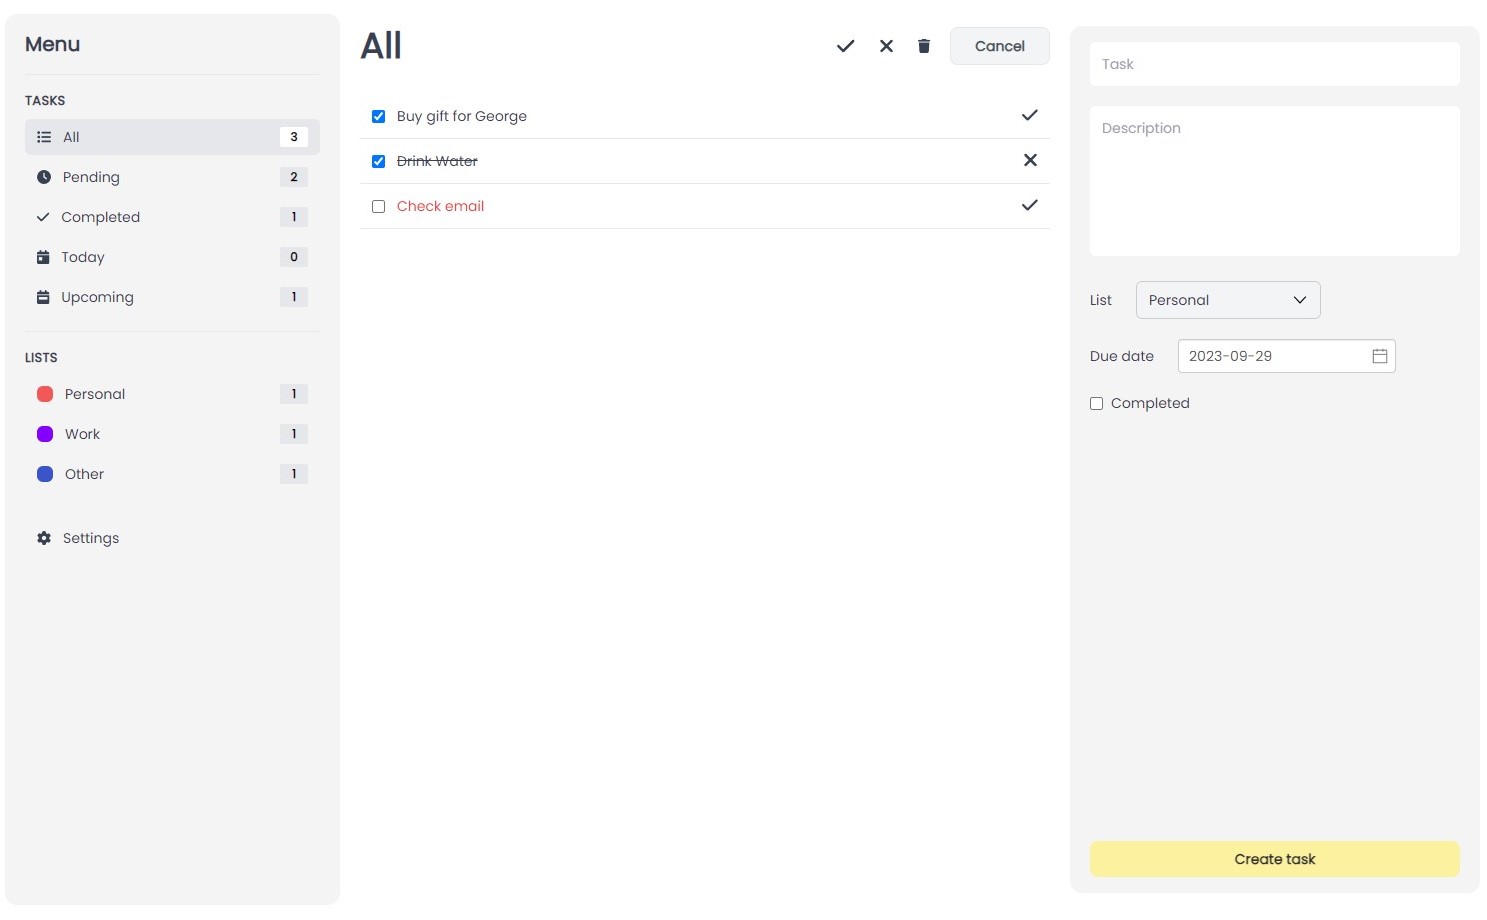 Menu
TASKS
All 3
Pending 2
Completed 1
Today 0
Upcoming 1
LISTS
Personal 1
Work 1
Other 1
Settings
All
Cancel
Buy gift for George
Drink Water
Check email
Task
Description
List Personal
Due date 2023-09-29
Completed
Create task